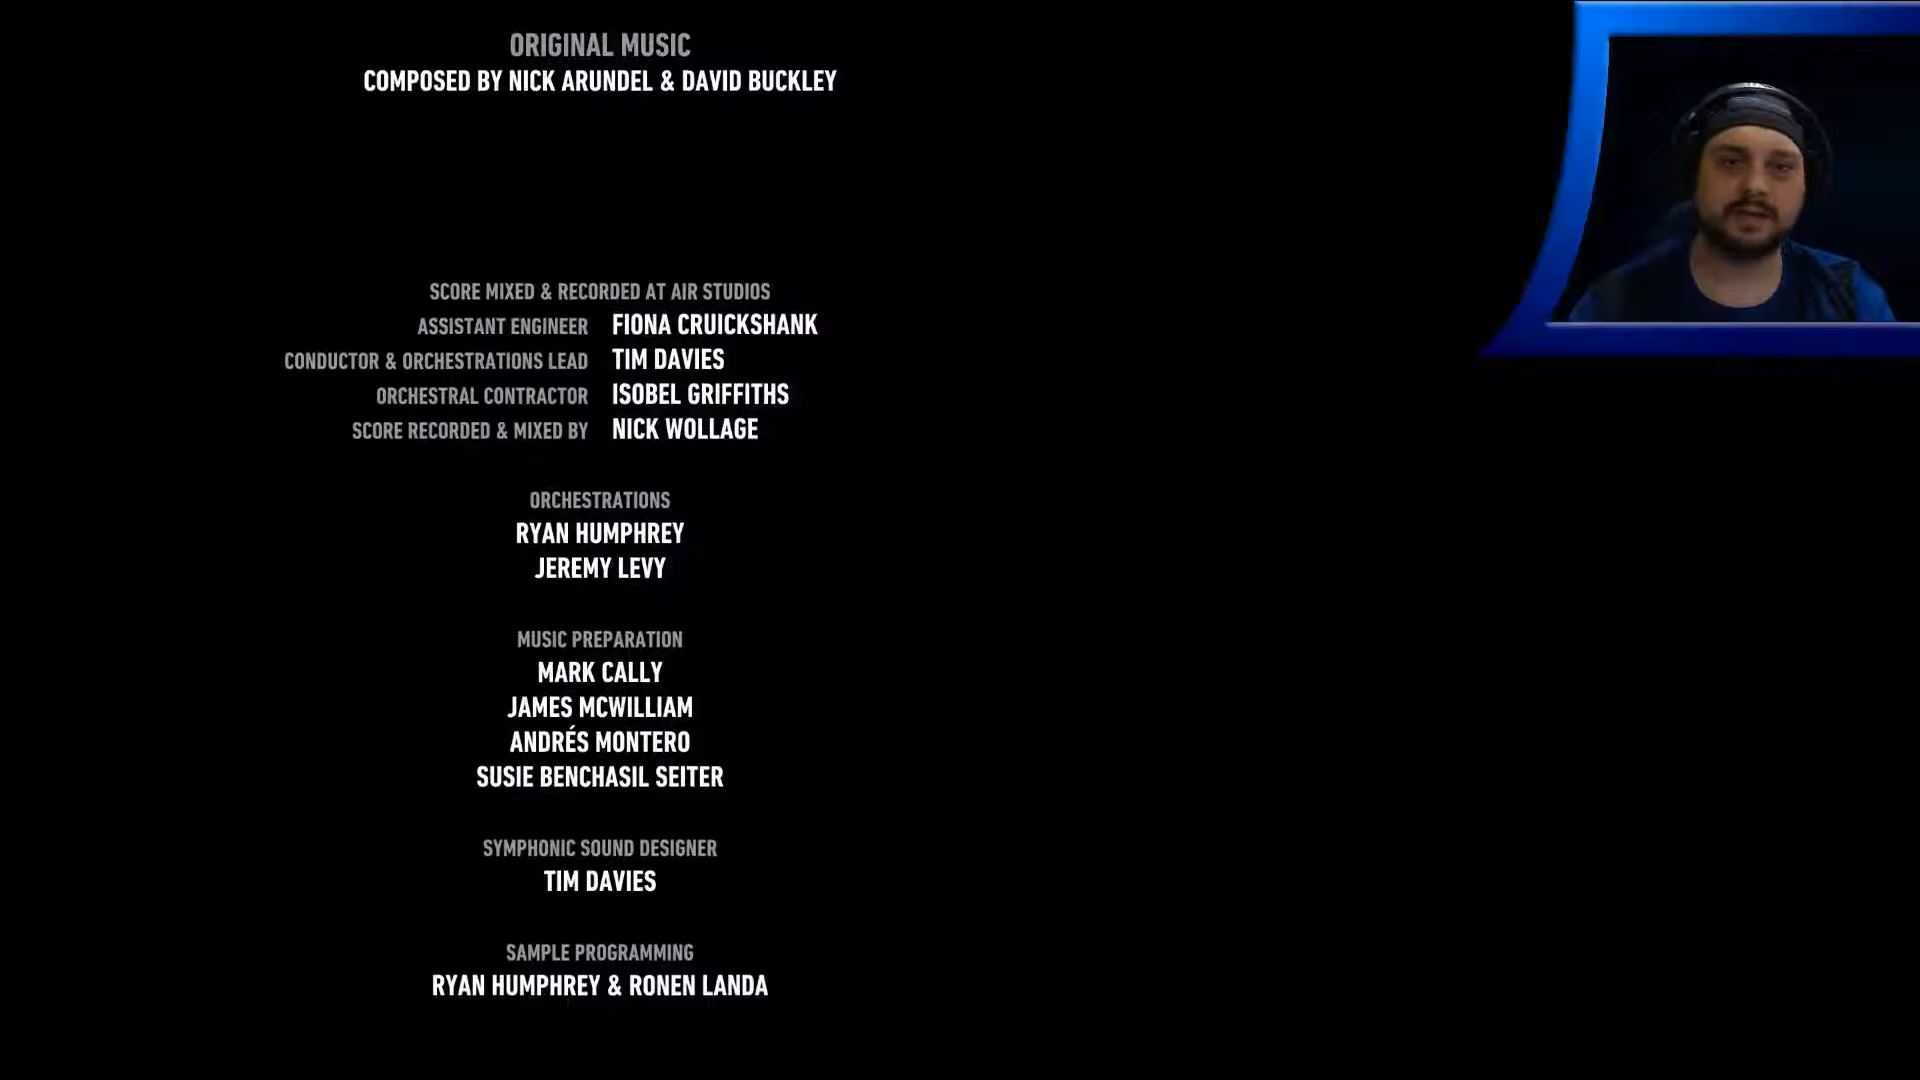 ORIGINAL MUSIC
COMPOSED BY NICK ARUNDEL & DAVID BUCKLEY
SCORE MIXED & RECORDED AT AIR STUDIOS
ASSISTANT ENGINEER FIONA CRUICKSHANK
CONDUCTOR & ORCHESTRATIONS LEAD TIM DAVIES
ORCHESTRAL CONTRACTOR ISOBEL GRIFFITHS
SCORE RECORDED & MIXED BY NICK WOLLAGE
ORCHESTRATIONS
RYAN HUMPHREY
JEREMY LEVY
MUSIC PREPARATION
MARK CALLY
JAMES MCWILLIAM
ANDRÉS MONTERO
SUSIE BENCHASIL SEITER
SYMPHONIC SOUND DESIGNER
TIM DAVIES
SAMPLE PROGRAMMING
RYAN HUMPHREY & RONEN LANDA